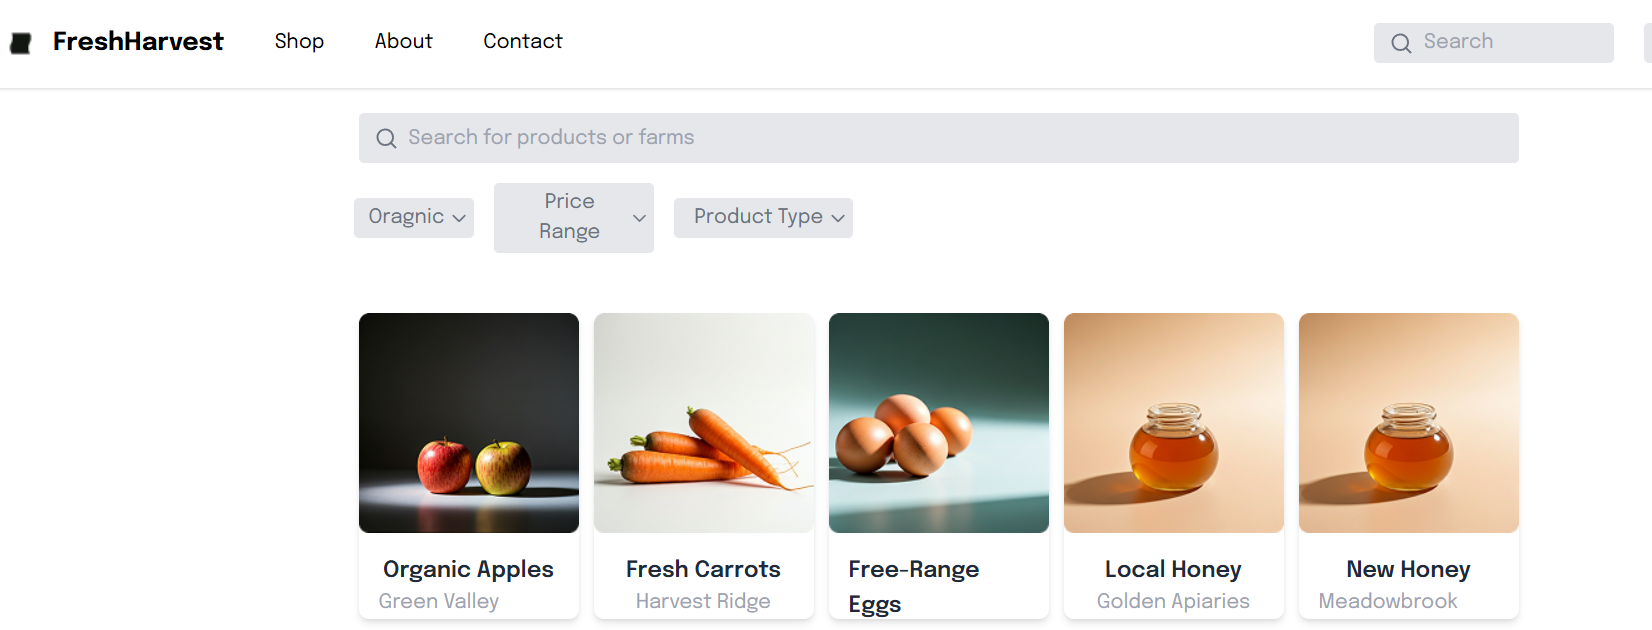 FreshHarvest Shop About Contact Search
Search for products or farms
Oragnic Price Range Product Type
Organic Apples
Green Valley
Fresh Carrots
Harvest Ridge
Free-Range
Eggs
Local Honey
Golden Apiaries
New Honey
Meadowbrook